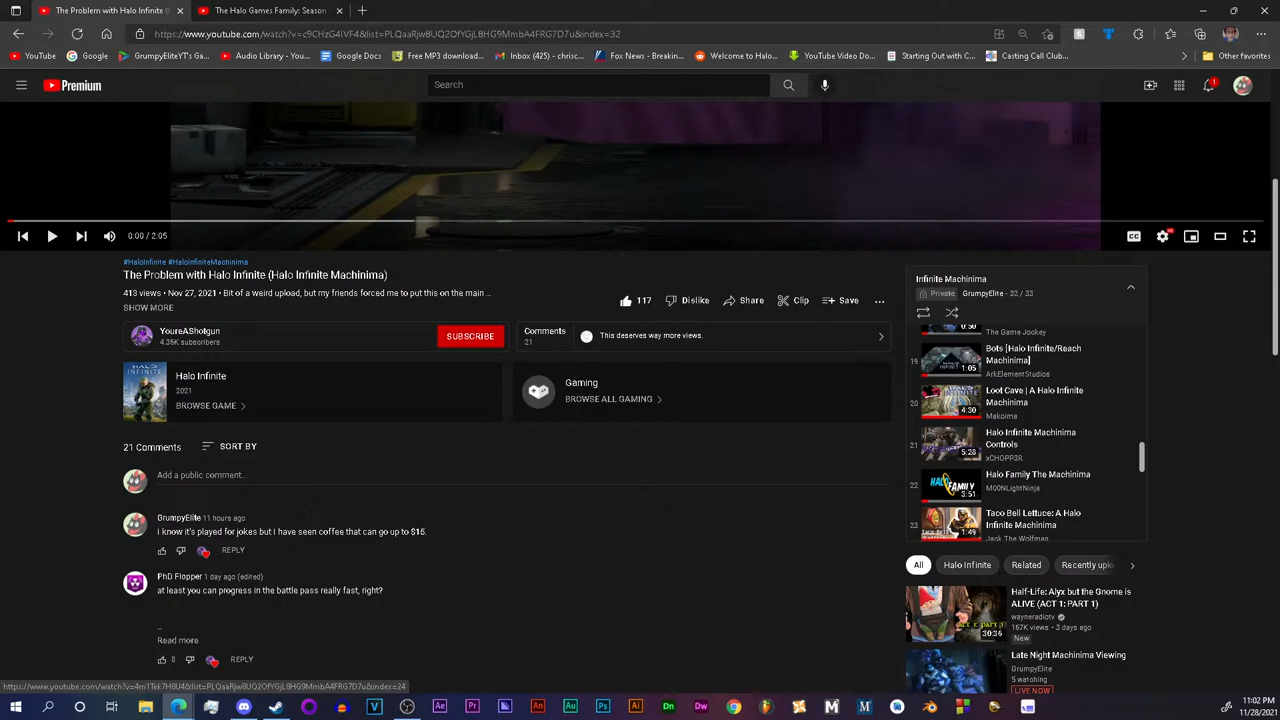 The Problem with Halo Infinite (
The Halo Games Family: Season
https://www.youtube.com/watch?v=c9CHzG4IVF4&list=PLQaaRjw8UQ2OfYGjL8HG9MmbA4FRG7D7u&index=32
YouTube
Google
GrumpyEliteYT's Ga...
Audio Library - You...
Google Docs
Free MP3 download...
Inbox (425) - chrisc...
Fox News - Breakin...
Welcome to Halo...
YouTube Video Do...
Starting Out with C...
Casting Call Club...
Other favorites
Premium
Search
1
0:00 / 2:05
CC
#HaloInfinite #HaloInfiniteMachinima
The Problem with Halo Infinite (Halo Infinite Machinima)
413 views • Nov 27, 2021 • Bit of a weird upload, but my friends forced me to put this on the main ...
SHOW MORE
117
Dislike
Share
Clip
Save
YoureAShotgun
4.36K subscribers
SUBSCRIBE
Comments
21
This deserves way more views.
HALO INFINITE
Halo Infinite
2021
BROWSE GAME
Gaming
BROWSE ALL GAMING
21 Comments
SORT BY
Add a public comment...
GrumpyElite 11 hours ago
I know it's played for jokes but I have seen coffee that can go up to $15.
REPLY
PhD Flopper 1 day ago (edited)
at least you can progress in the battle pass really fast, right?
Read more
8
REPLY
Infinite Machinima
Private GrumpyElite - 32 / 33
0:50
The Game Jockey
19
Bots [Halo Infinite/Reach
Machinima]
1:05
ArkElementStudios
20
Loot Cave | A Halo Infinite
Machinima
4:30
Makoima
21
Halo Infinite Machinima
Controls
5:28
xCHOPP3R
22
Halo Family The Machinima
HALO FAMILY
3:51
M00NLightNinja
23
Taco Bell Lettuce: A Halo
Infinite Machinima
1:49
Jack The Wolfman
All
Halo Infinite
Related
Recently uplo
Half-Life: Alyx but the Gnome is
ALIVE (ACT 1: PART 1)
wayneradiotv
167K views • 3 days ago
New
30:36
Late Night Machinima Viewing
GrumpyElite
5 watching
LIVE NOW
https://www.youtube.com/watch?v=4m1Tek7H8U4&list=PLQaaRjw8UQ2OfYGjL8HG9MmbA4FRG7D7u&index=24
11:02 PM
11/28/2021